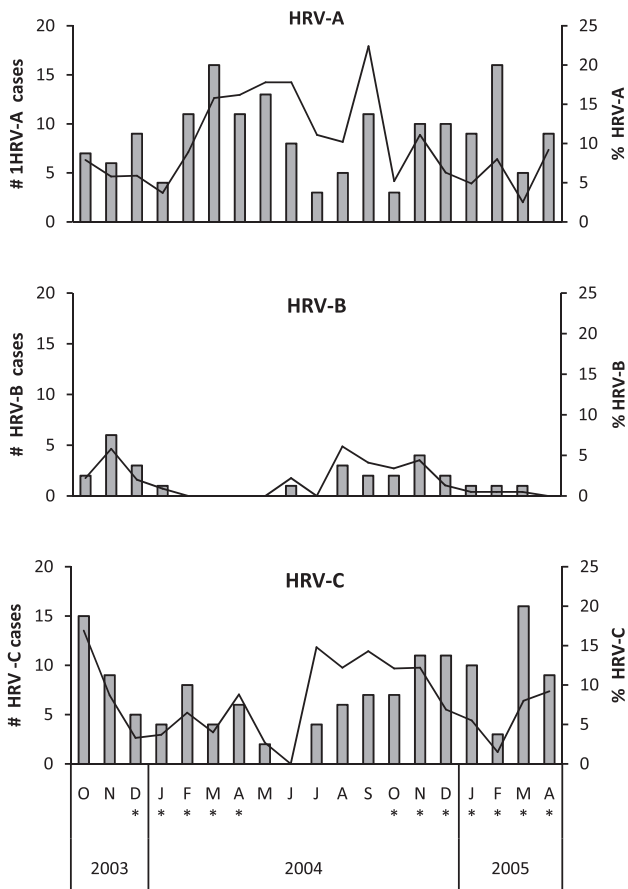 HRV-A
20
15
10
5
0
# 1HRV-A cases
25
20
15
10
5
0
% HRV-A
HRV-B
20
15
10
5
0
# HRV-B cases
25
20
15
10
5
0
% HRV-B
HRV-C
20
15
10
5
0
# HRV -C cases
25
20
15
10
5
0
% HRV-C
O N D J F M A M J J A S O N D J F M A
* * * * * * * * * * * *
2003 2004 2005